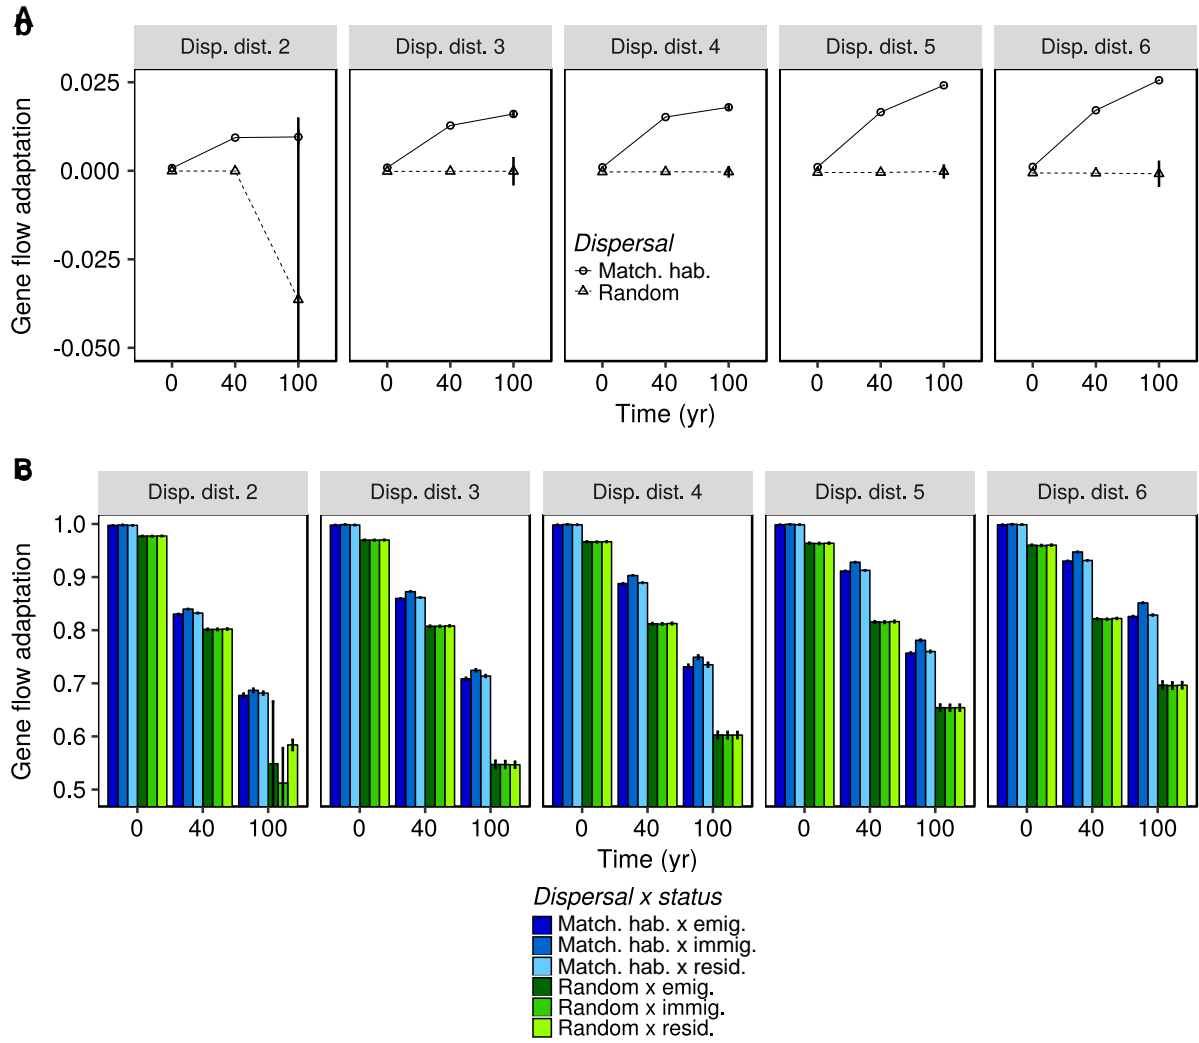 A
b
Disp. dist. 2 Disp. dist. 3 Disp. dist. 4 Disp. dist. 5 Disp. dist. 6
Gene flow adaptation
0.025
0.000
-0.025
-0.050
Dispersal
Match. hab.
Random
0 40 100 0 40 100 0 40 100 0 40 100 0 40 100
Time (yr)
B
Disp. dist. 2 Disp. dist. 3 Disp. dist. 4 Disp. dist. 5 Disp. dist. 6
Gene flow adaptation
1.0
0.9
0.8
0.7
0.6
0.5
0 40 100 0 40 100 0 40 100 0 40 100 0 40 100
Time (yr)
Dispersal x status
Match. hab. x emig.
Match. hab. x immig.
Match. hab. x resid.
Random x emig.
Random x immig.
Random x resid.